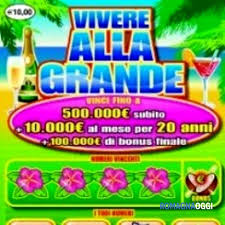 €10,00
VIVERE
ALLA
GRANDE
VINCI FINO A
500.000€ subito
+10.000€ al mese per 20 anni
+100.000€ di bonus finale
NUMERI VINCENTI
BONUS
OGGI
I TUOI NUMERI